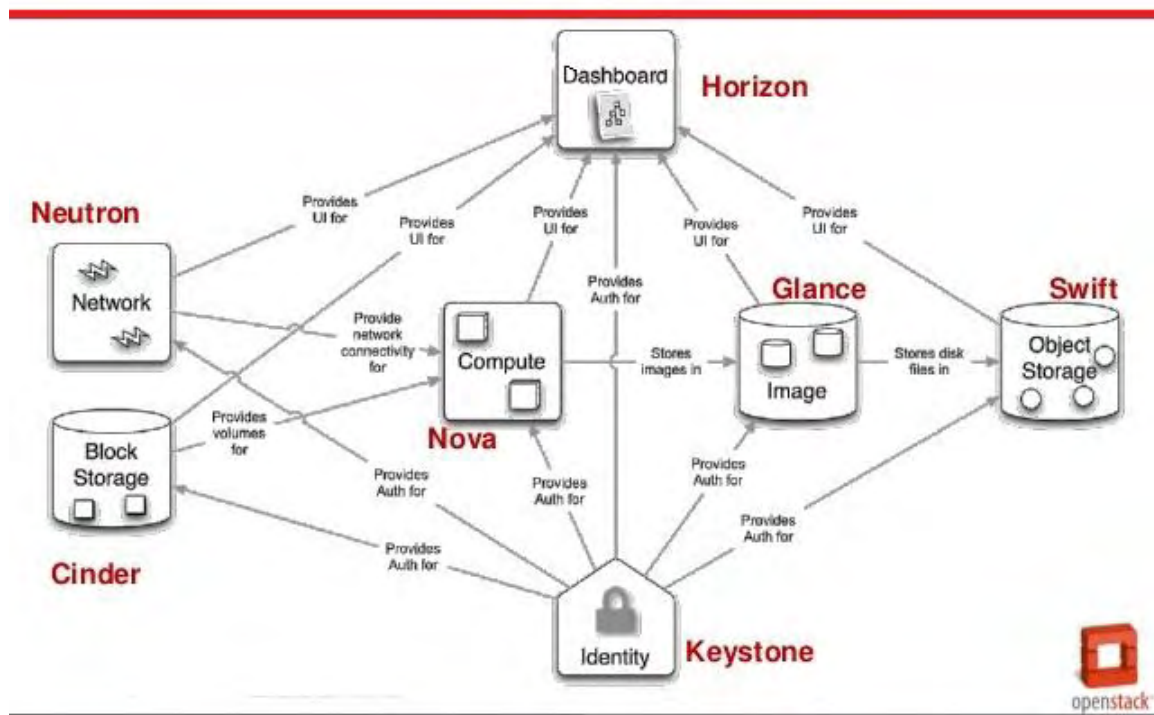 Dashboard
Horizon
Neutron
Provides
UI for
Provides
UI for
Provides
UI for
Provides
UI for
Provides
UI for
Network
Provides
Auth for
Glance
Swift
Provide
network
connectivity
for
Compute
Stores
images in
Image
Stores disk
files in
Object
Storage
Nova
Provides
volumes
for
Block
Storage
Provides
Auth for
Provides
Auth for
Provides
Auth for
Provides
Auth for
Provides
Auth for
Cinder
Identity
Keystone
openstack